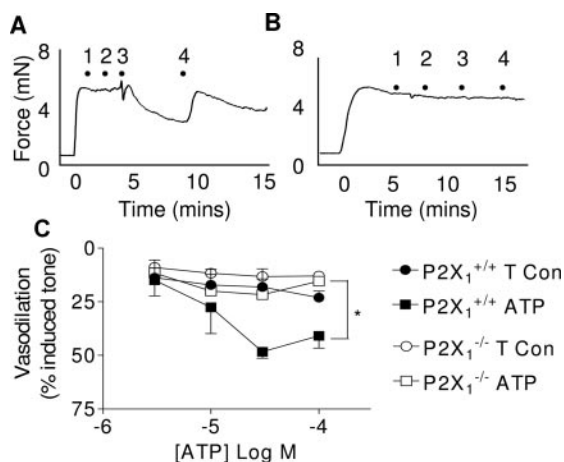 A
B
1 2 3 4
1 2 3 4
8
4
0
Force (mN)
0 5 10 15
Time (mins)
8
4
0
0 5 10 15
Time (mins)
C
0
25
50
75
Vasodilation
(% induced tone)
*
-6 -5 -4
[ATP] Log M
P2X₁⁺/⁺ T Con
P2X₁⁺/⁺ ATP
P2X₁⁻/⁻ T Con
P2X₁⁻/⁻ ATP